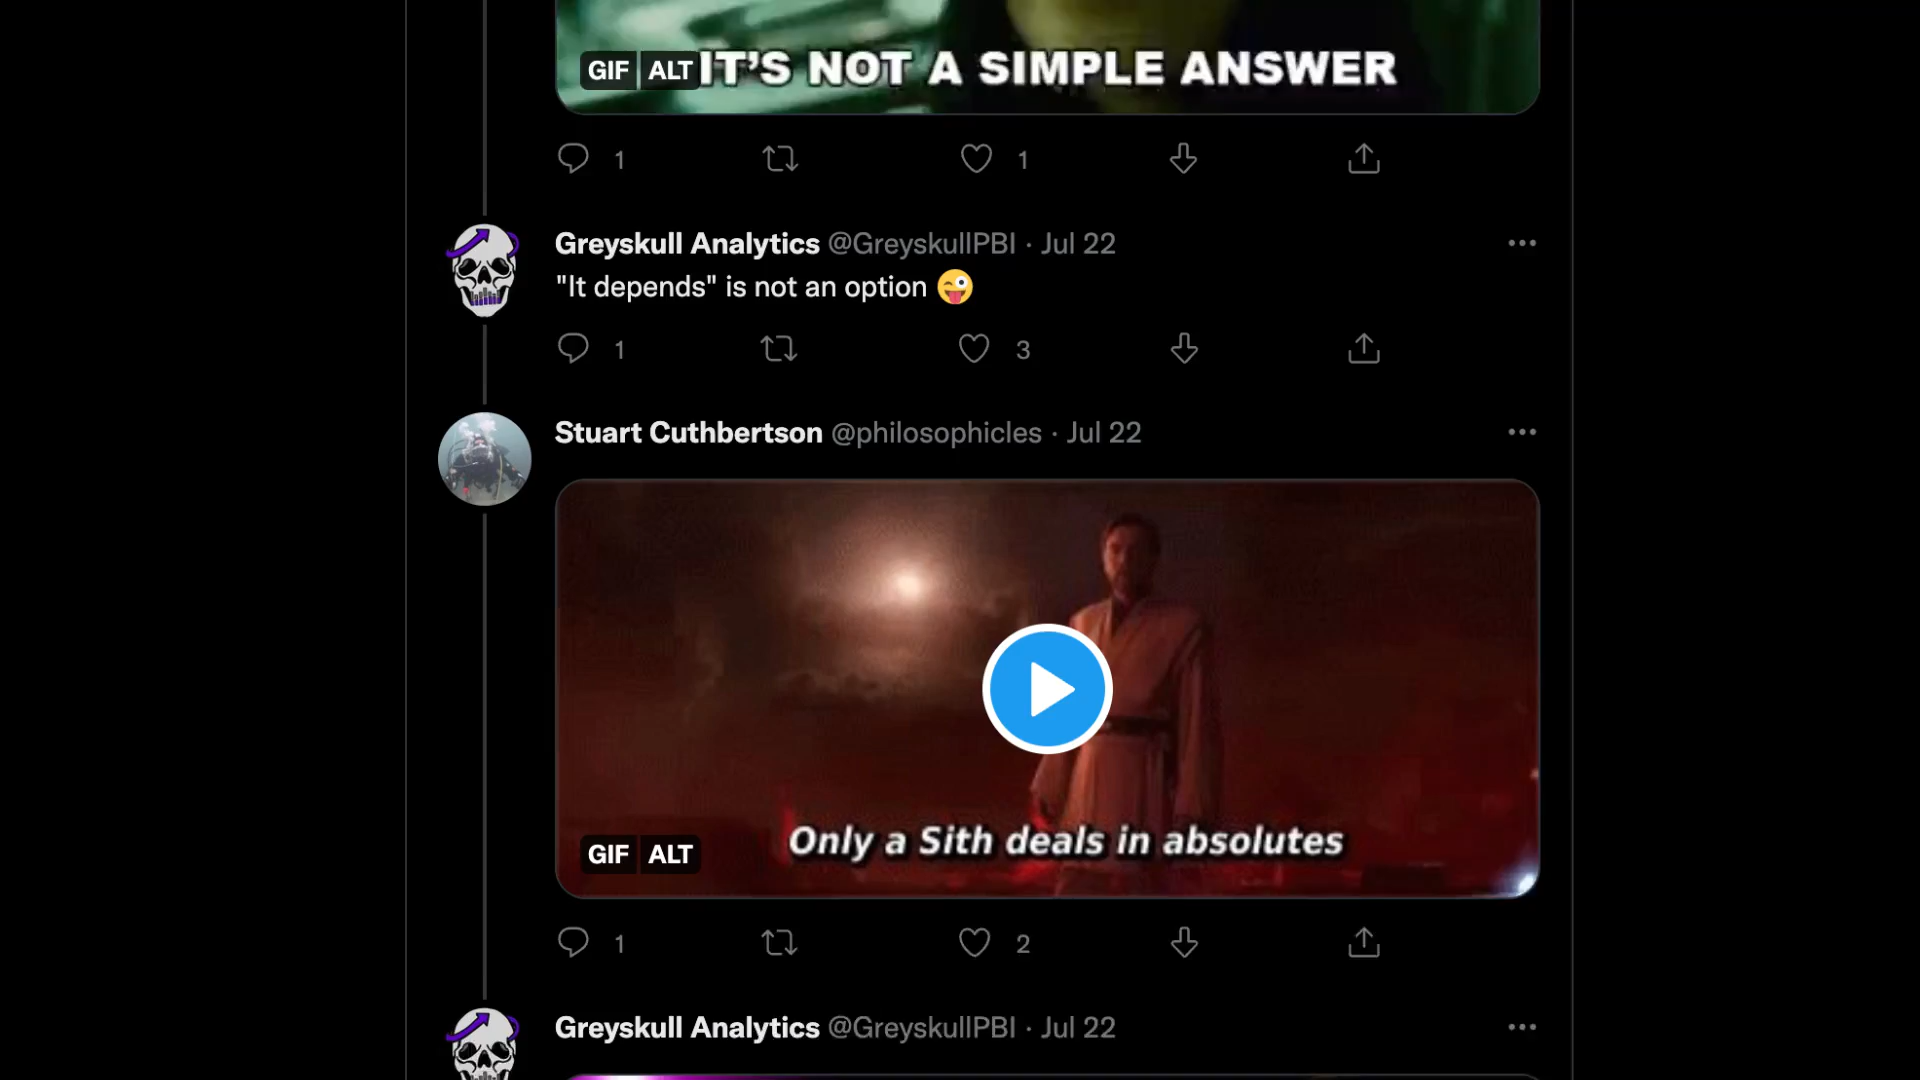 GIF ALT IT'S NOT A SIMPLE ANSWER
1 1
Greyskull Analytics @GreyskullPBI · Jul 22
"It depends" is not an option 😜
1 3
Stuart Cuthbertson @philosophicles · Jul 22
Only a Sith deals in absolutes
GIF ALT
1 2
Greyskull Analytics @GreyskullPBI · Jul 22